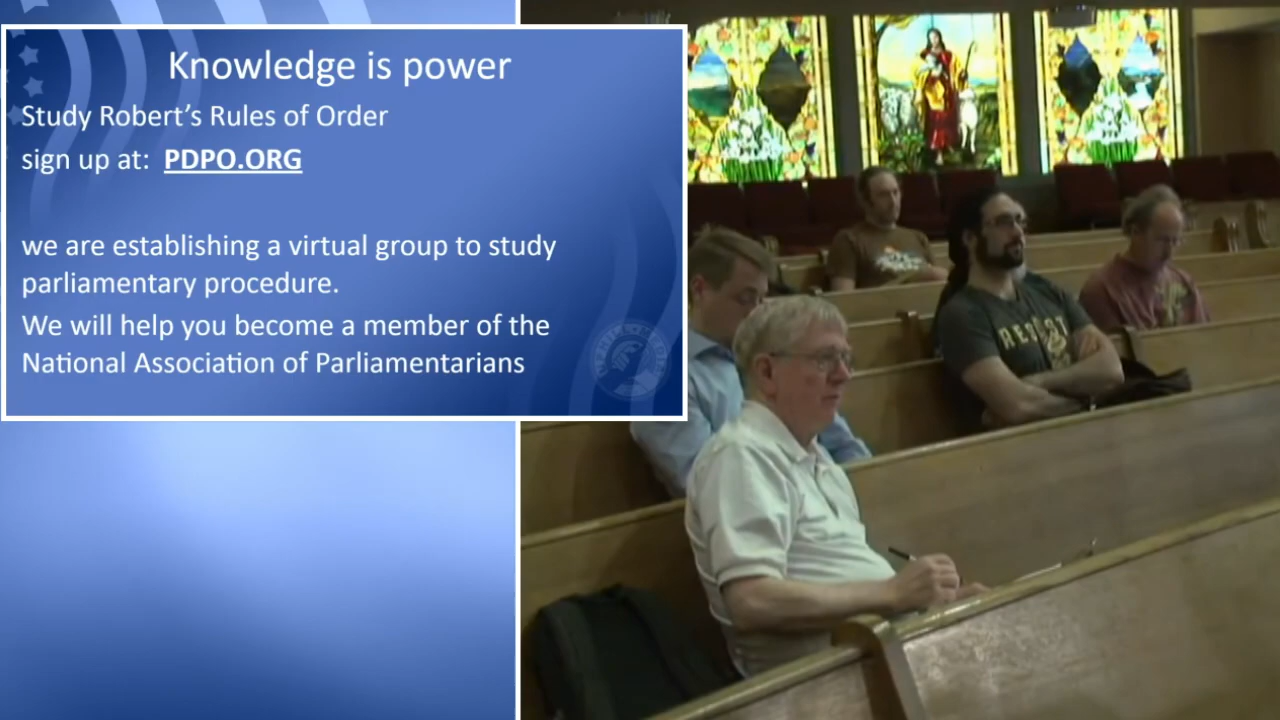 Knowledge is power
Study Robert's Rules of Order
sign up at: PDPO.ORG
we are establishing a virtual group to study
parliamentary procedure.
We will help you become a member of the
National Association of Parliamentarians